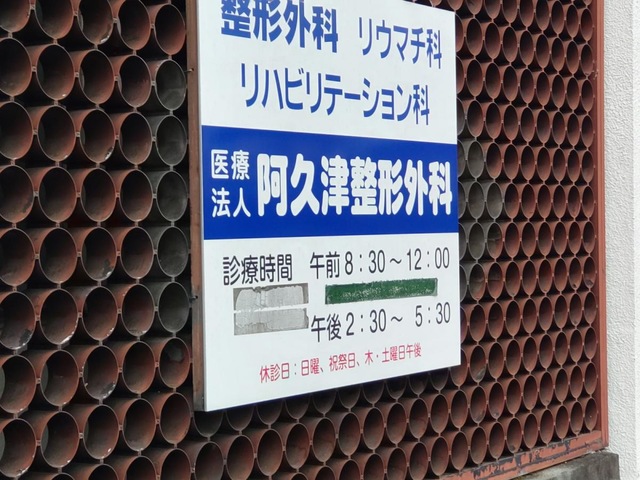 整形外科 リウマチ科
リハビリテーション科
医療法人 阿久津整形外科
診療時間 午前 8：30～12：00
午後 2：30～ 5：30
休診日：日曜、祝祭日、木・土曜日午後